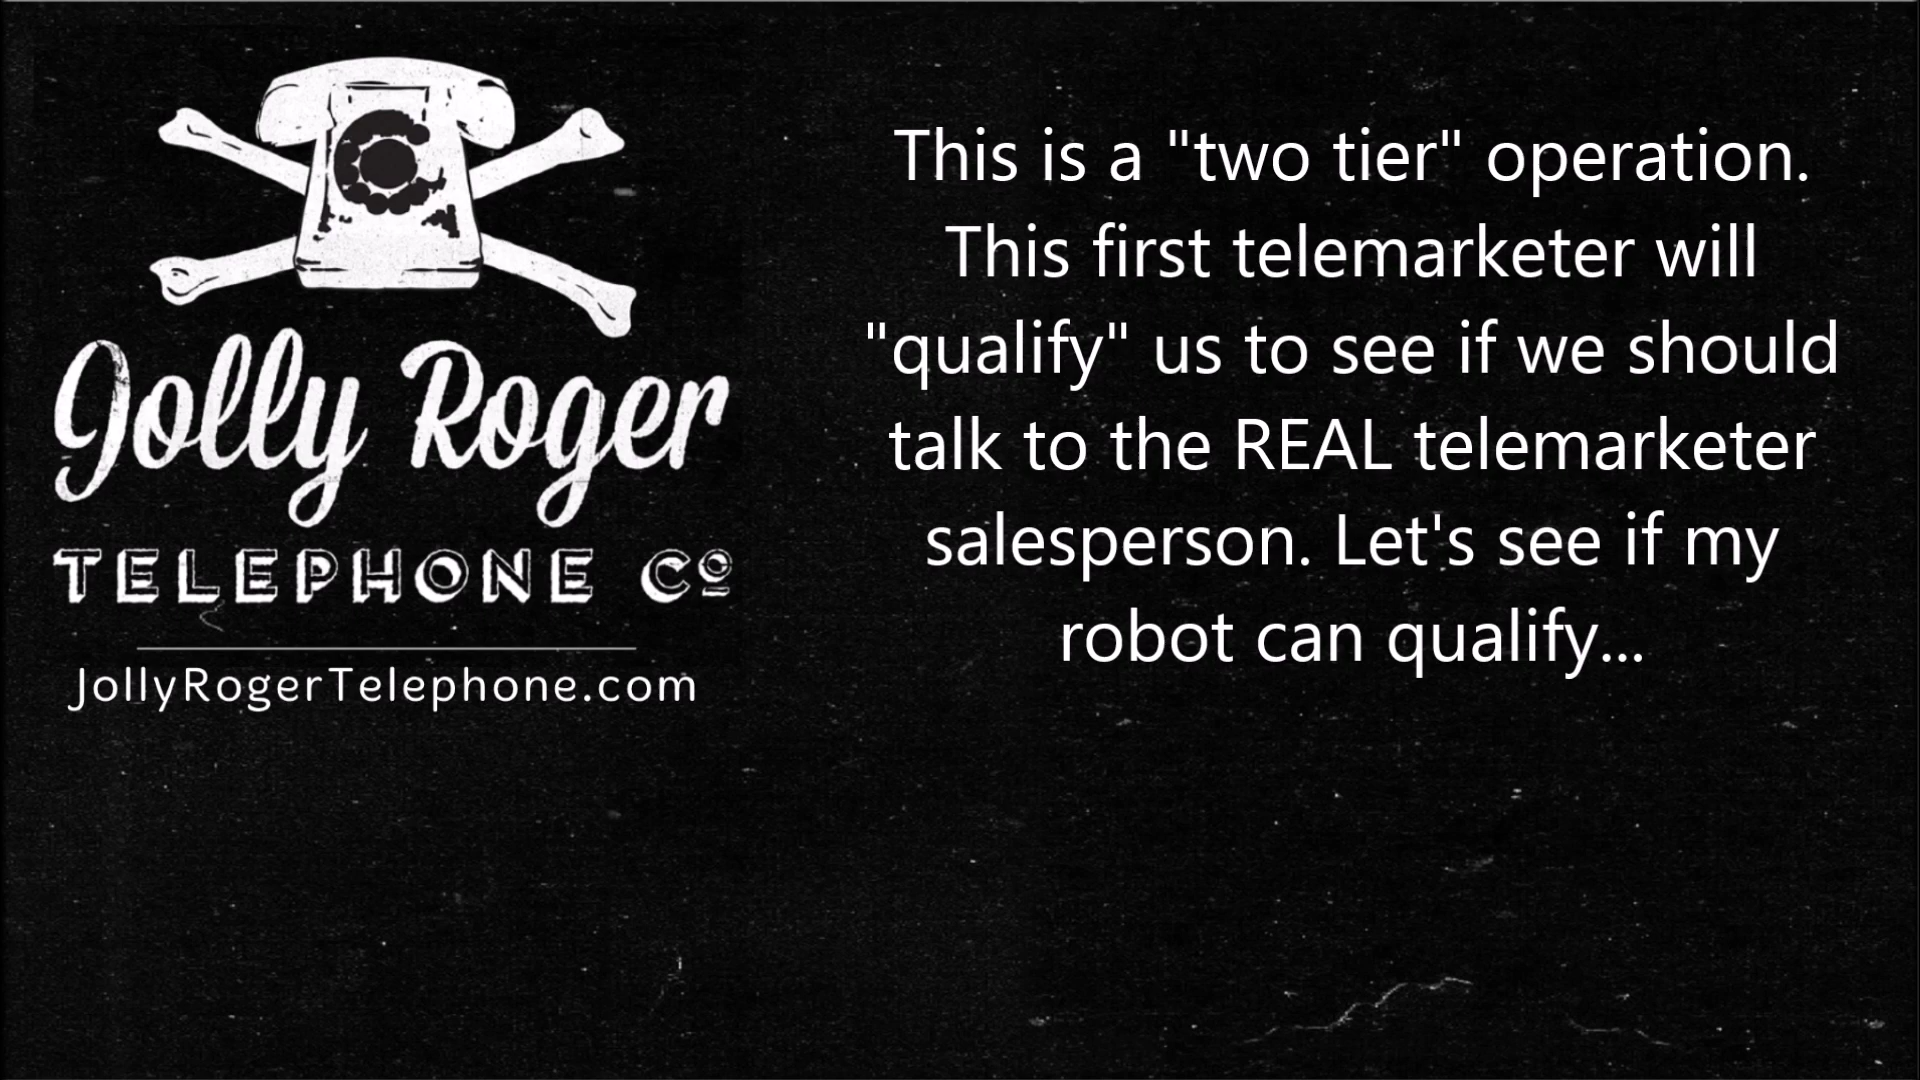 Jolly Roger
TELEPHONE Cº
JollyRogerTelephone.com
This is a "two tier" operation.
This first telemarketer will
"qualify" us to see if we should
talk to the REAL telemarketer
salesperson. Let's see if my
robot can qualify...